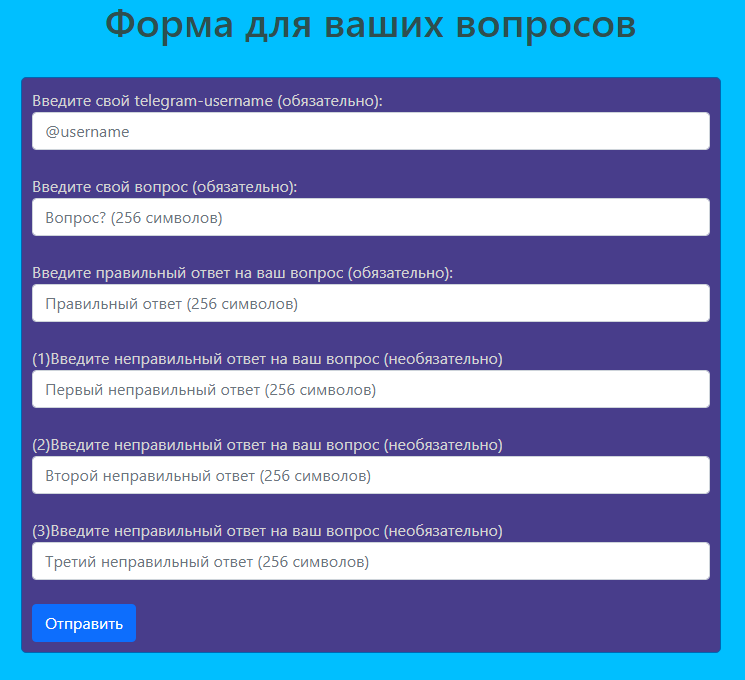 Форма для ваших вопросов
Введите свой telegram-username (обязательно):
@username
Введите свой вопрос (обязательно):
Вопрос? (256 символов)
Введите правильный ответ на ваш вопрос (обязательно):
Правильный ответ (256 символов)
(1)Введите неправильный ответ на ваш вопрос (необязательно)
Первый неправильный ответ (256 символов)
(2)Введите неправильный ответ на ваш вопрос (необязательно)
Второй неправильный ответ (256 символов)
(3)Введите неправильный ответ на ваш вопрос (необязательно)
Третий неправильный ответ (256 символов)
Отправить